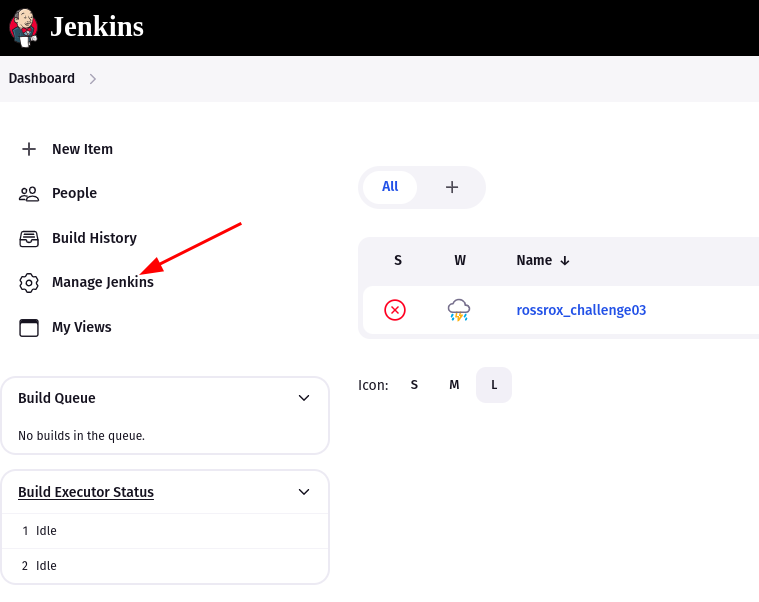 Jenkins
Dashboard
New Item
People
Build History
Manage Jenkins
My Views
Build Queue
No builds in the queue.
Build Executor Status
1 Idle
2 Idle
All +
S W Name ↓
rossrox_challenge03
Icon: S M L